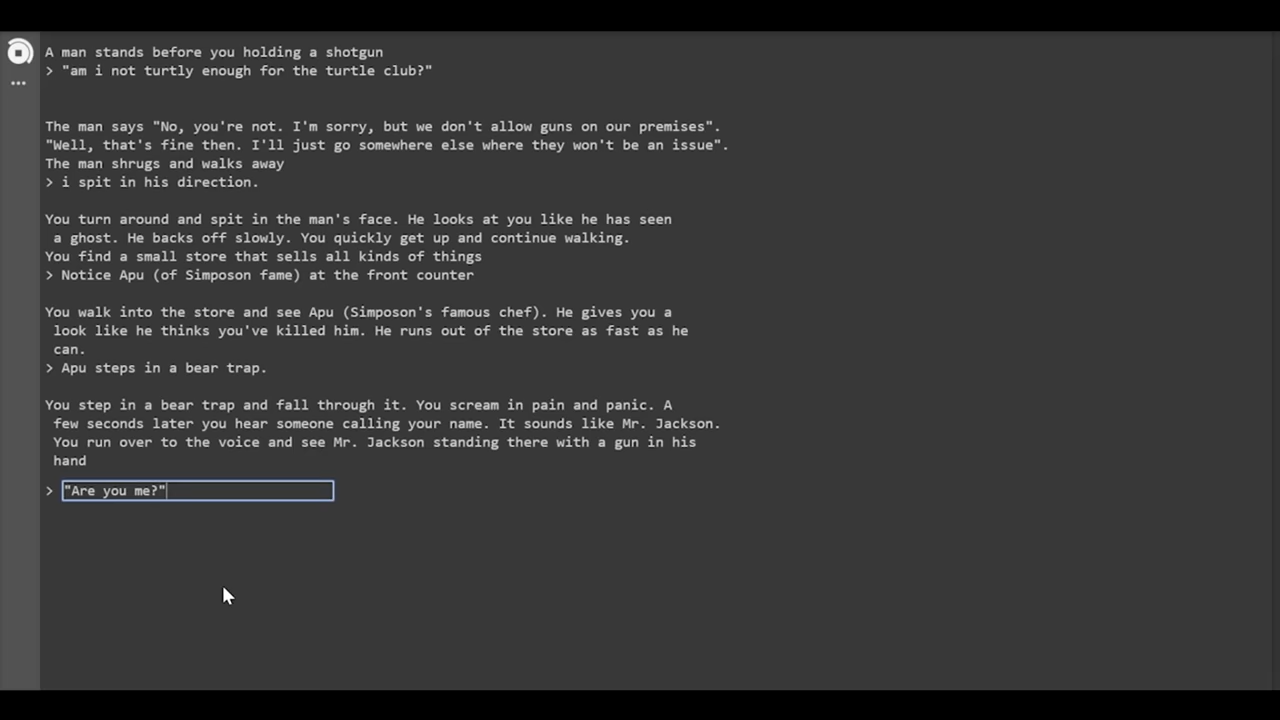 A man stands before you holding a shotgun
> "am i not turtly enough for the turtle club?"
The man says "No, you're not. I'm sorry, but we don't allow guns on our premises".
"Well, that's fine then. I'll just go somewhere else where they won't be an issue".
The man shrugs and walks away
> i spit in his direction.
You turn around and spit in the man's face. He looks at you like he has seen
a ghost. He backs off slowly. You quickly get up and continue walking.
You find a small store that sells all kinds of things
> Notice Apu (of Simposon fame) at the front counter
You walk into the store and see Apu (Simposon's famous chef). He gives you a
look like he thinks you've killed him. He runs out of the store as fast as he
can.
> Apu steps in a bear trap.
You step in a bear trap and fall through it. You scream in pain and panic. A
few seconds later you hear someone calling your name. It sounds like Mr. Jackson.
You run over to the voice and see Mr. Jackson standing there with a gun in his
hand
> "Are you me?"